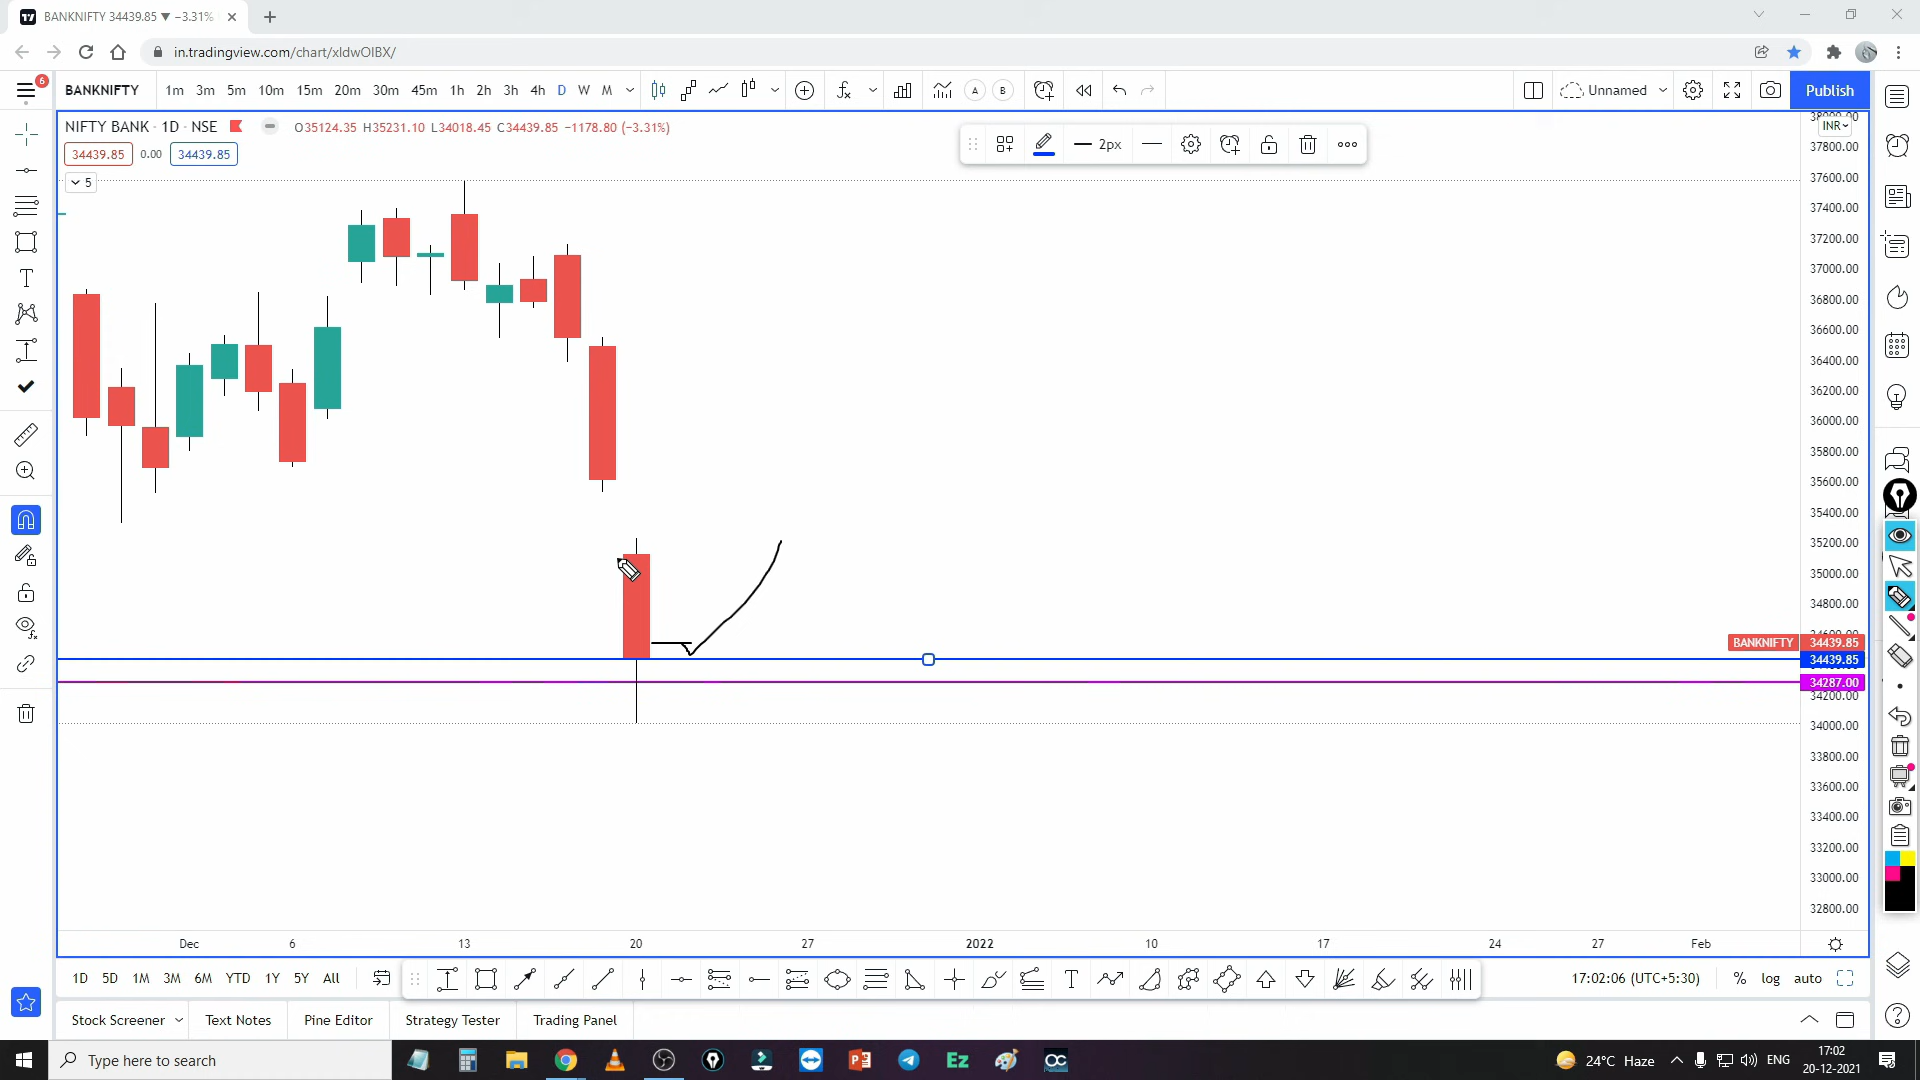 BANKNIFTY 34439.85 ▼ −3.31%
in.tradingview.com/chart/xldwOIBX/
6
BANKNIFTY 1m 3m 5m 10m 15m 20m 30m 45m 1h 2h 3h 4h D W M A B Unnamed Publish
NIFTY BANK · 1D · NSE O35124.35 H35231.10 L34018.45 C34439.85 −1178.80 (−3.31%)
34439.85 0.00 34439.85
5
2px
INR
37800.00
37600.00
37400.00
37200.00
37000.00
36800.00
36600.00
36400.00
36200.00
36000.00
35800.00
35600.00
35400.00
35200.00
35000.00
34800.00
BANKNIFTY 34439.85
34439.85
34287.00
34200.00
34000.00
33800.00
33600.00
33400.00
33200.00
33000.00
32800.00
Dec 6 13 20 27 2022 10 17 24 27 Feb
1D 5D 1M 3M 6M YTD 1Y 5Y All
17:02:06 (UTC+5:30) % log auto
Stock Screener Text Notes Pine Editor Strategy Tester Trading Panel
Type here to search
Ez
OC
24°C Haze ENG
17:02
20-12-2021